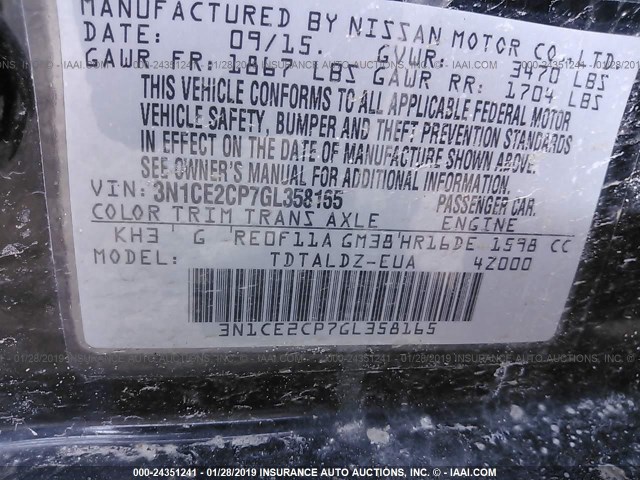 MANUFACTURED BY NISSAN MOTOR CO., LTD.
DATE: 09/15. GVWR: 3470 LBS
GAWR FR: 1867 LBS GAWR RR: 1704 LBS
THIS VEHICLE CONFORMS TO ALL APPLICABLE FEDERAL MOTOR
VEHICLE SAFETY, BUMPER AND THEFT PREVENTION STANDARDS
IN EFFECT ON THE DATE OF MANUFACTURE SHOWN ABOVE.
SEE OWNER'S MANUAL FOR ADDITIONAL INFORMATION.
VIN: 3N1CE2CP7GL358165 PASSENGER CAR.
COLOR TRIM TRANS AXLE ENGINE
KH3 G RE0F11A GM38 HR16DE 1598 CC
MODEL: TDTALDZ-EUA 4Z000
3N1CE2CP7GL358165
000-24351241 - 01/28/2019 INSURANCE AUTO AUCTIONS - IAAI.COM